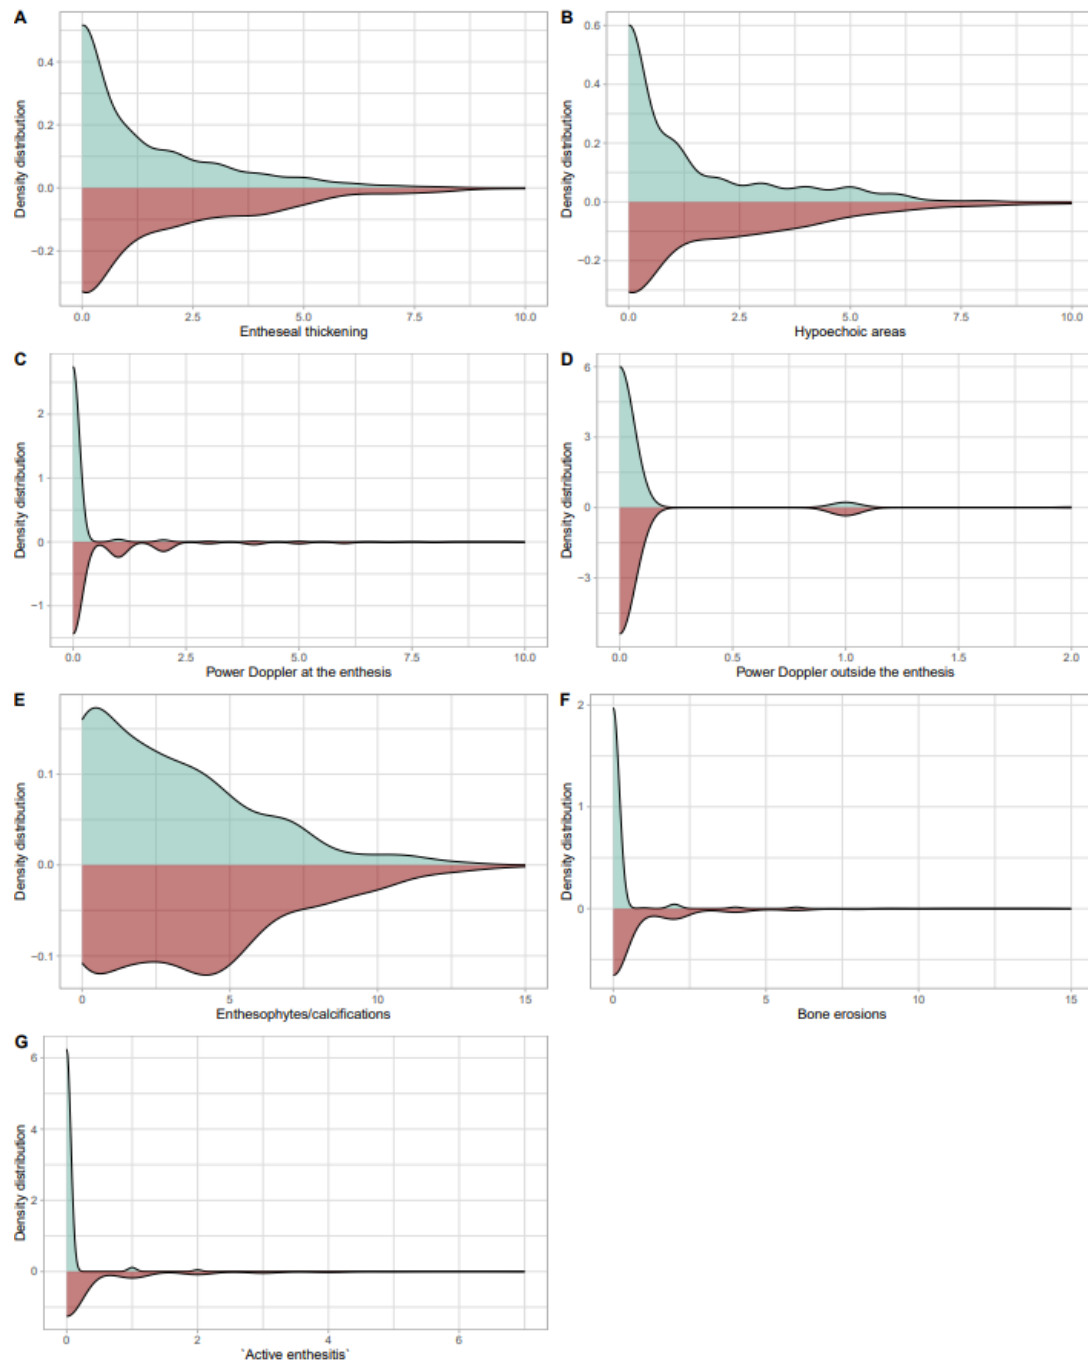 A
Density distribution
0.4
0.2
0.0
−0.2
0.0 2.5 5.0 7.5 10.0
Entheseal thickening
B
Density distribution
0.6
0.4
0.2
0.0
−0.2
0.0 2.5 5.0 7.5 10.0
Hypoechoic areas
C
Density distribution
2
1
0
−1
0.0 2.5 5.0 7.5 10.0
Power Doppler at the enthesis
D
Density distribution
6
3
0
−3
0.0 0.5 1.0 1.5 2.0
Power Doppler outside the enthesis
E
Density distribution
0.1
0.0
−0.1
0 5 10 15
Enthesophytes/calcifications
F
Density distribution
2
1
0
0 5 10 15
Bone erosions
G
Density distribution
6
4
2
0
0 2 4 6
`Active enthesitis`